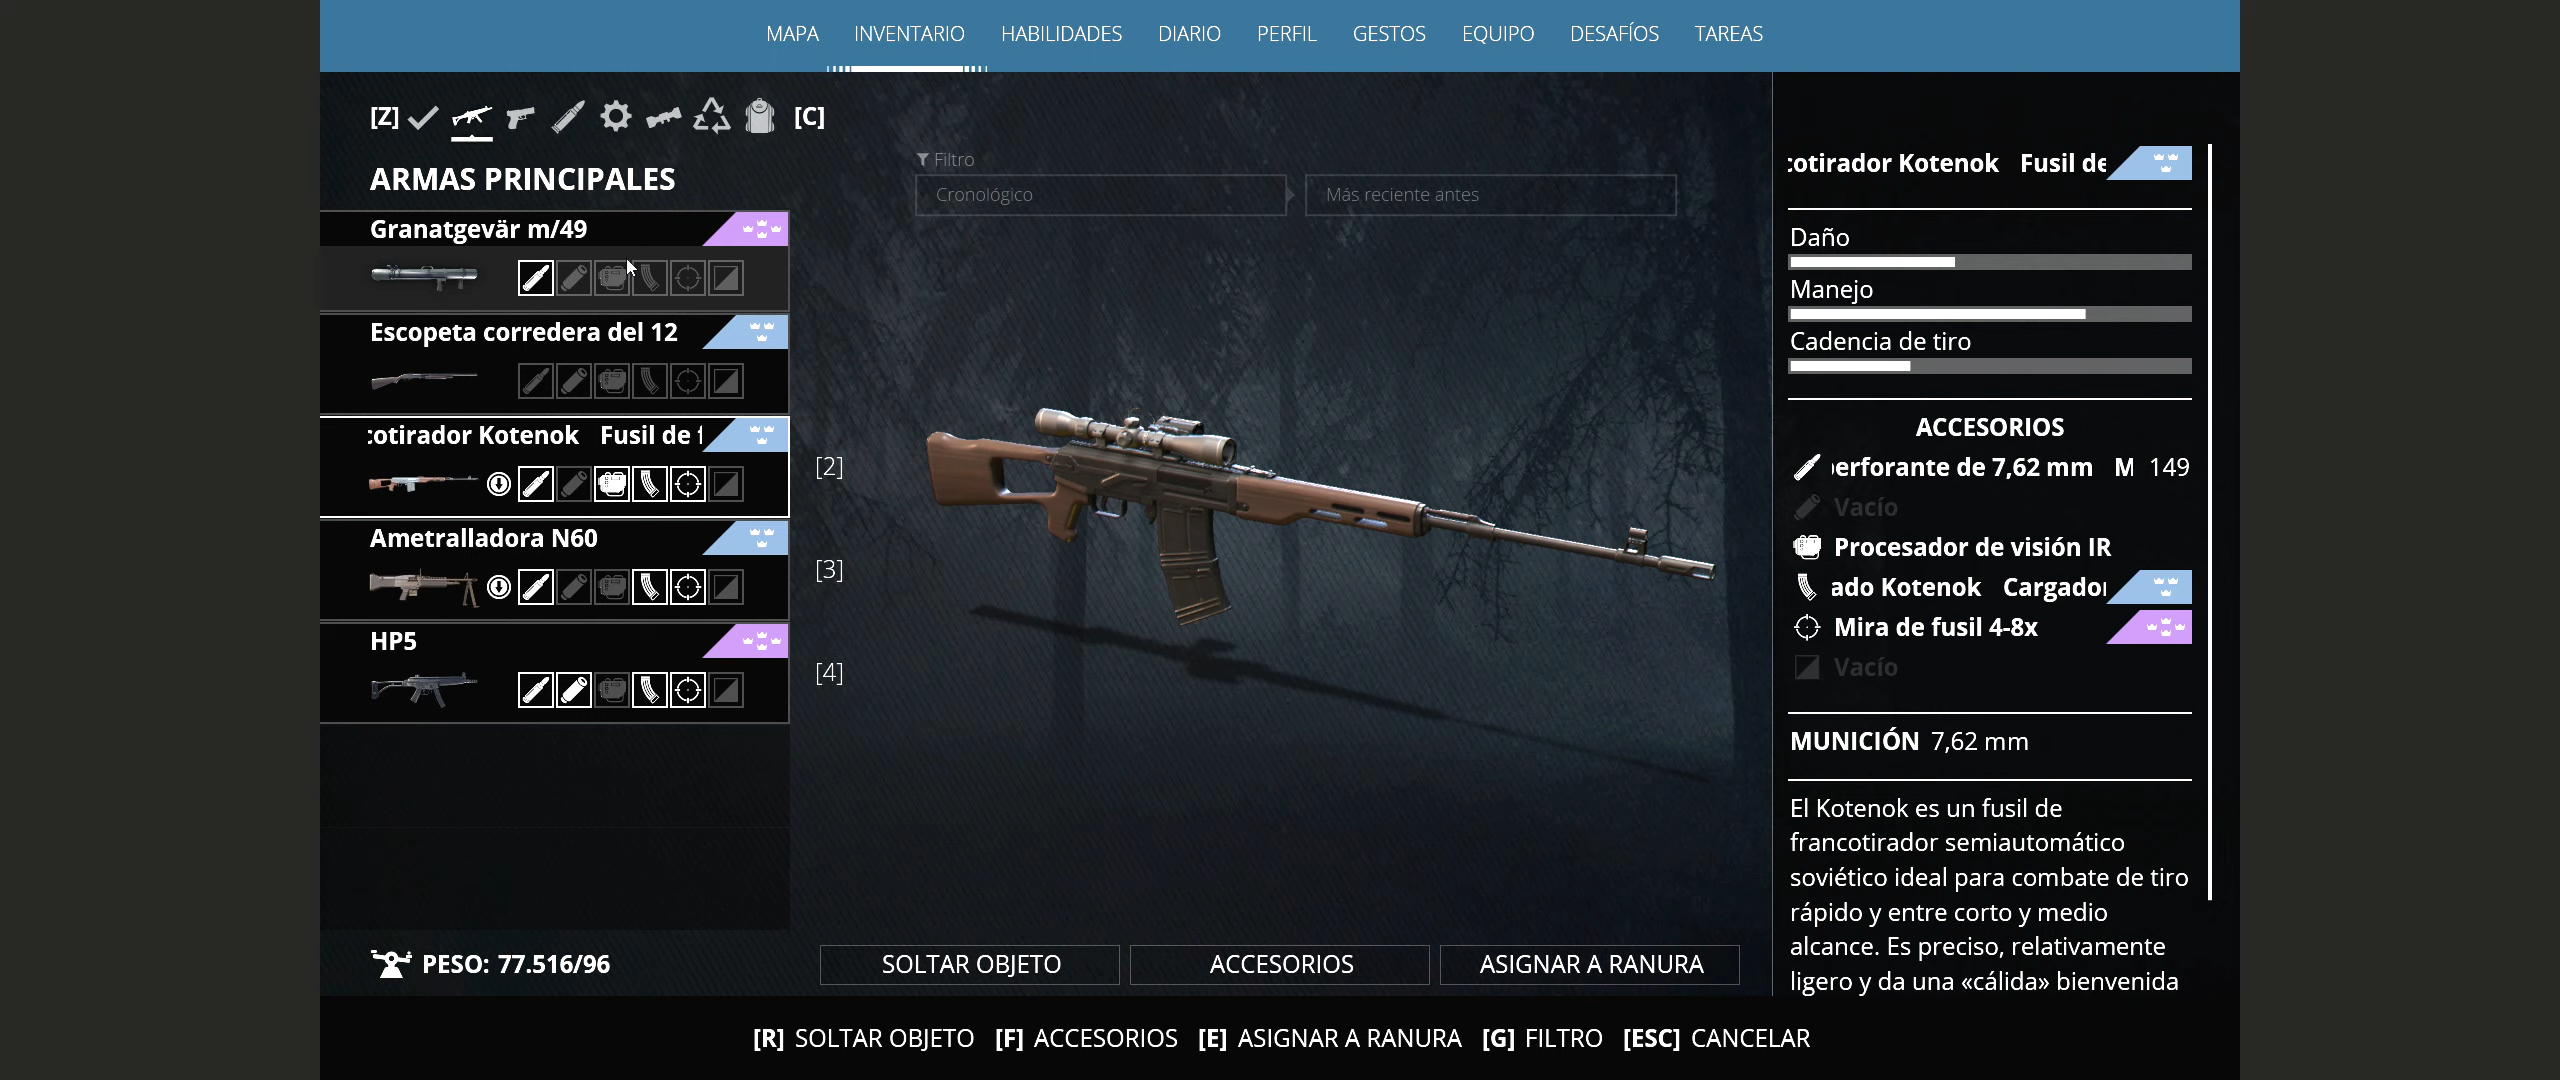 MAPA INVENTARIO HABILIDADES DIARIO PERFIL GESTOS EQUIPO DESAFÍOS TAREAS
[Z] [C]
ARMAS PRINCIPALES
Filtro
Cronológico Más reciente antes
Granatgevär m/49
Escopeta corredera del 12
cotirador Kotenok Fusil de f
[2]
Ametralladora N60
[3]
HP5
[4]
PESO: 77.516/96
SOLTAR OBJETO ACCESORIOS ASIGNAR A RANURA
cotirador Kotenok Fusil de
Daño
Manejo
Cadencia de tiro
ACCESORIOS
perforante de 7,62 mm M 149
Vacío
Procesador de visión IR
ado Kotenok Cargador
Mira de fusil 4-8x
Vacío
MUNICIÓN 7,62 mm
El Kotenok es un fusil de
francotirador semiautomático
soviético ideal para combate de tiro
rápido y entre corto y medio
alcance. Es preciso, relativamente
ligero y da una «cálida» bienvenida
[R] SOLTAR OBJETO [F] ACCESORIOS [E] ASIGNAR A RANURA [G] FILTRO [ESC] CANCELAR